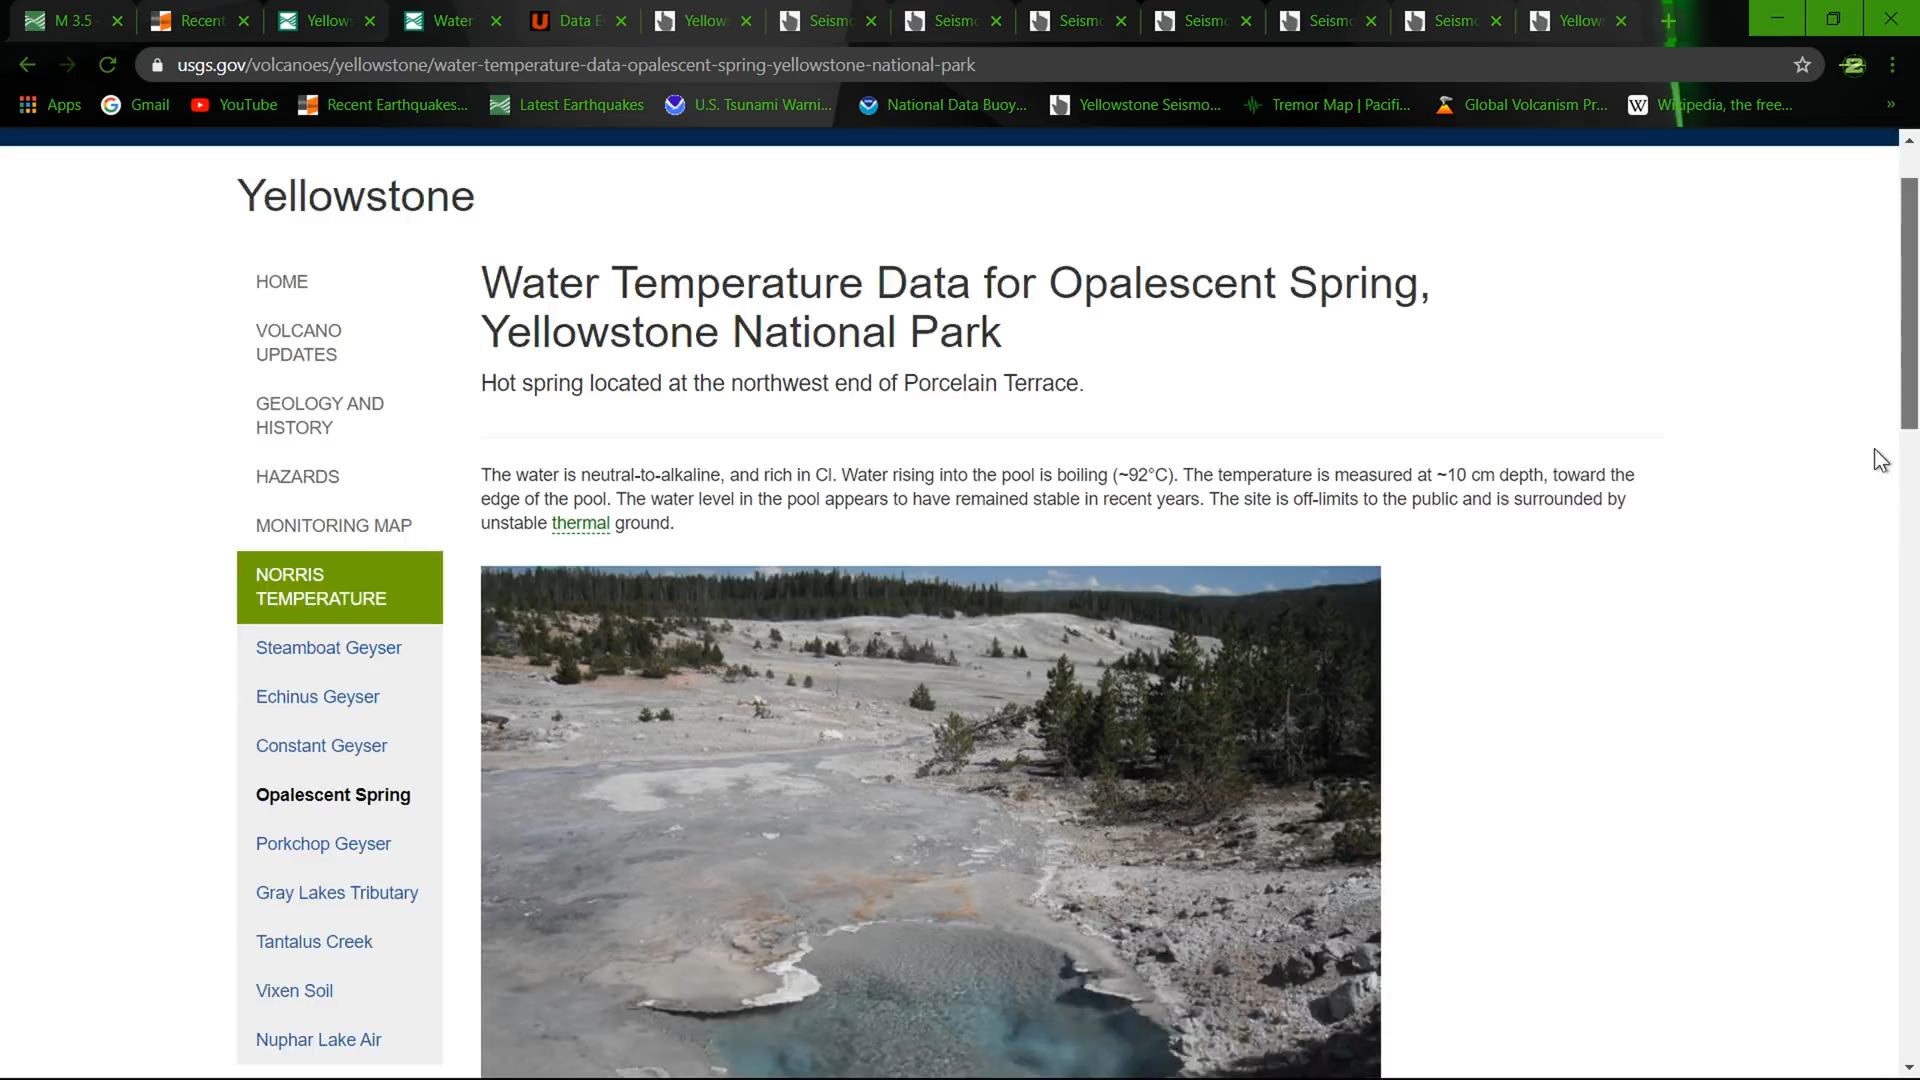 M 3.5
Recent
Yellows
Water
Data E
Yellow
Seismo
Seismo
Seismo
Seismo
Seismo
Seismo
Yellow
usgs.gov/volcanoes/yellowstone/water-temperature-data-opalescent-spring-yellowstone-national-park
Apps
Gmail
YouTube
Recent Earthquakes...
Latest Earthquakes
U.S. Tsunami Warni...
National Data Buoy...
Yellowstone Seismo...
Tremor Map | Pacifi...
Global Volcanism Pr...
Wikipedia, the free...
»
Yellowstone
HOME
VOLCANO
UPDATES
GEOLOGY AND
HISTORY
HAZARDS
MONITORING MAP
NORRIS
TEMPERATURE
Steamboat Geyser
Echinus Geyser
Constant Geyser
Opalescent Spring
Porkchop Geyser
Gray Lakes Tributary
Tantalus Creek
Vixen Soil
Nuphar Lake Air
Water Temperature Data for Opalescent Spring,
Yellowstone National Park
Hot spring located at the northwest end of Porcelain Terrace.
The water is neutral-to-alkaline, and rich in Cl. Water rising into the pool is boiling (~92°C). The temperature is measured at ~10 cm depth, toward the
edge of the pool. The water level in the pool appears to have remained stable in recent years. The site is off-limits to the public and is surrounded by
unstable thermal ground.